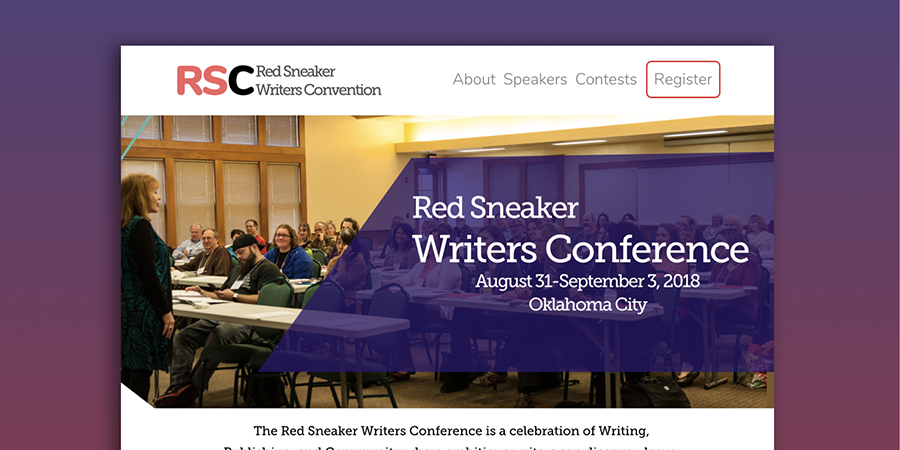 RSC
Red Sneaker
Writers Convention
About Speakers Contests Register
Red Sneaker
Writers Conference
August 31-September 3, 2018
Oklahoma City
The Red Sneaker Writers Conference is a celebration of Writing,